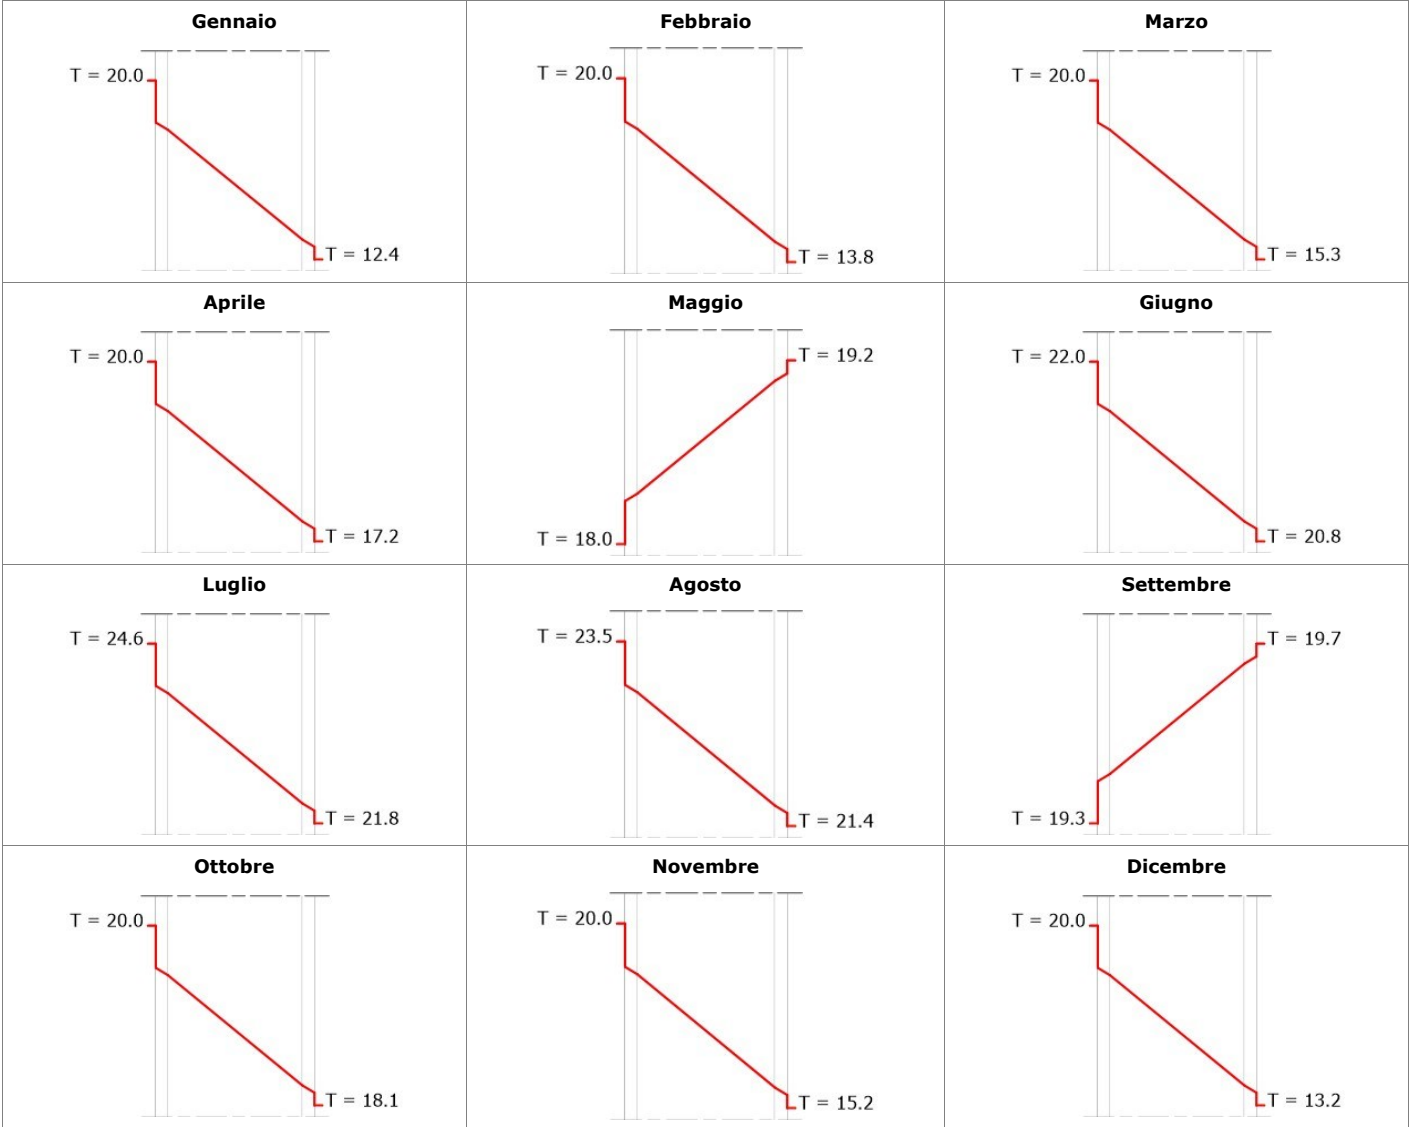 Gennaio
T = 20.0
T = 12.4
Febbraio
T = 20.0
T = 13.8
Marzo
T = 20.0
T = 15.3
Aprile
T = 20.0
T = 17.2
Maggio
T = 19.2
T = 18.0
Giugno
T = 22.0
T = 20.8
Luglio
T = 24.6
T = 21.8
Agosto
T = 23.5
T = 21.4
Settembre
T = 19.7
T = 19.3
Ottobre
T = 20.0
T = 18.1
Novembre
T = 20.0
T = 15.2
Dicembre
T = 20.0
T = 13.2